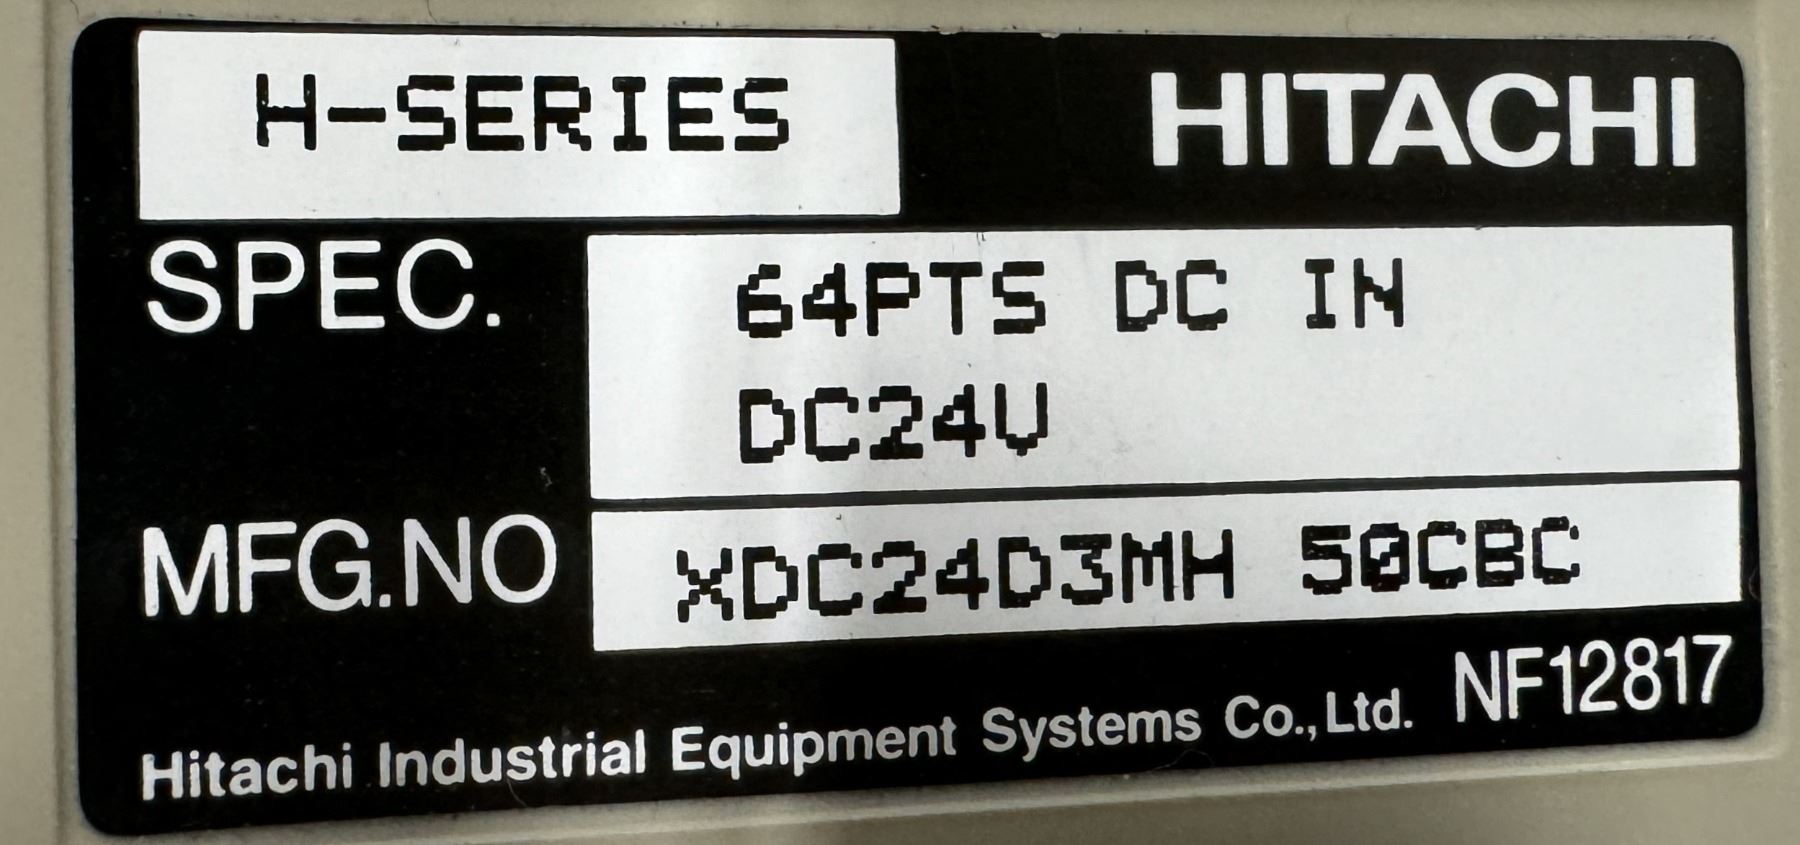 H-SERIES HITACHI
SPEC. 64PTS DC IN
DC24V
MFG.NO XDC24D3MH 50CBC
NF12817
Hitachi Industrial Equipment Systems Co.,Ltd.